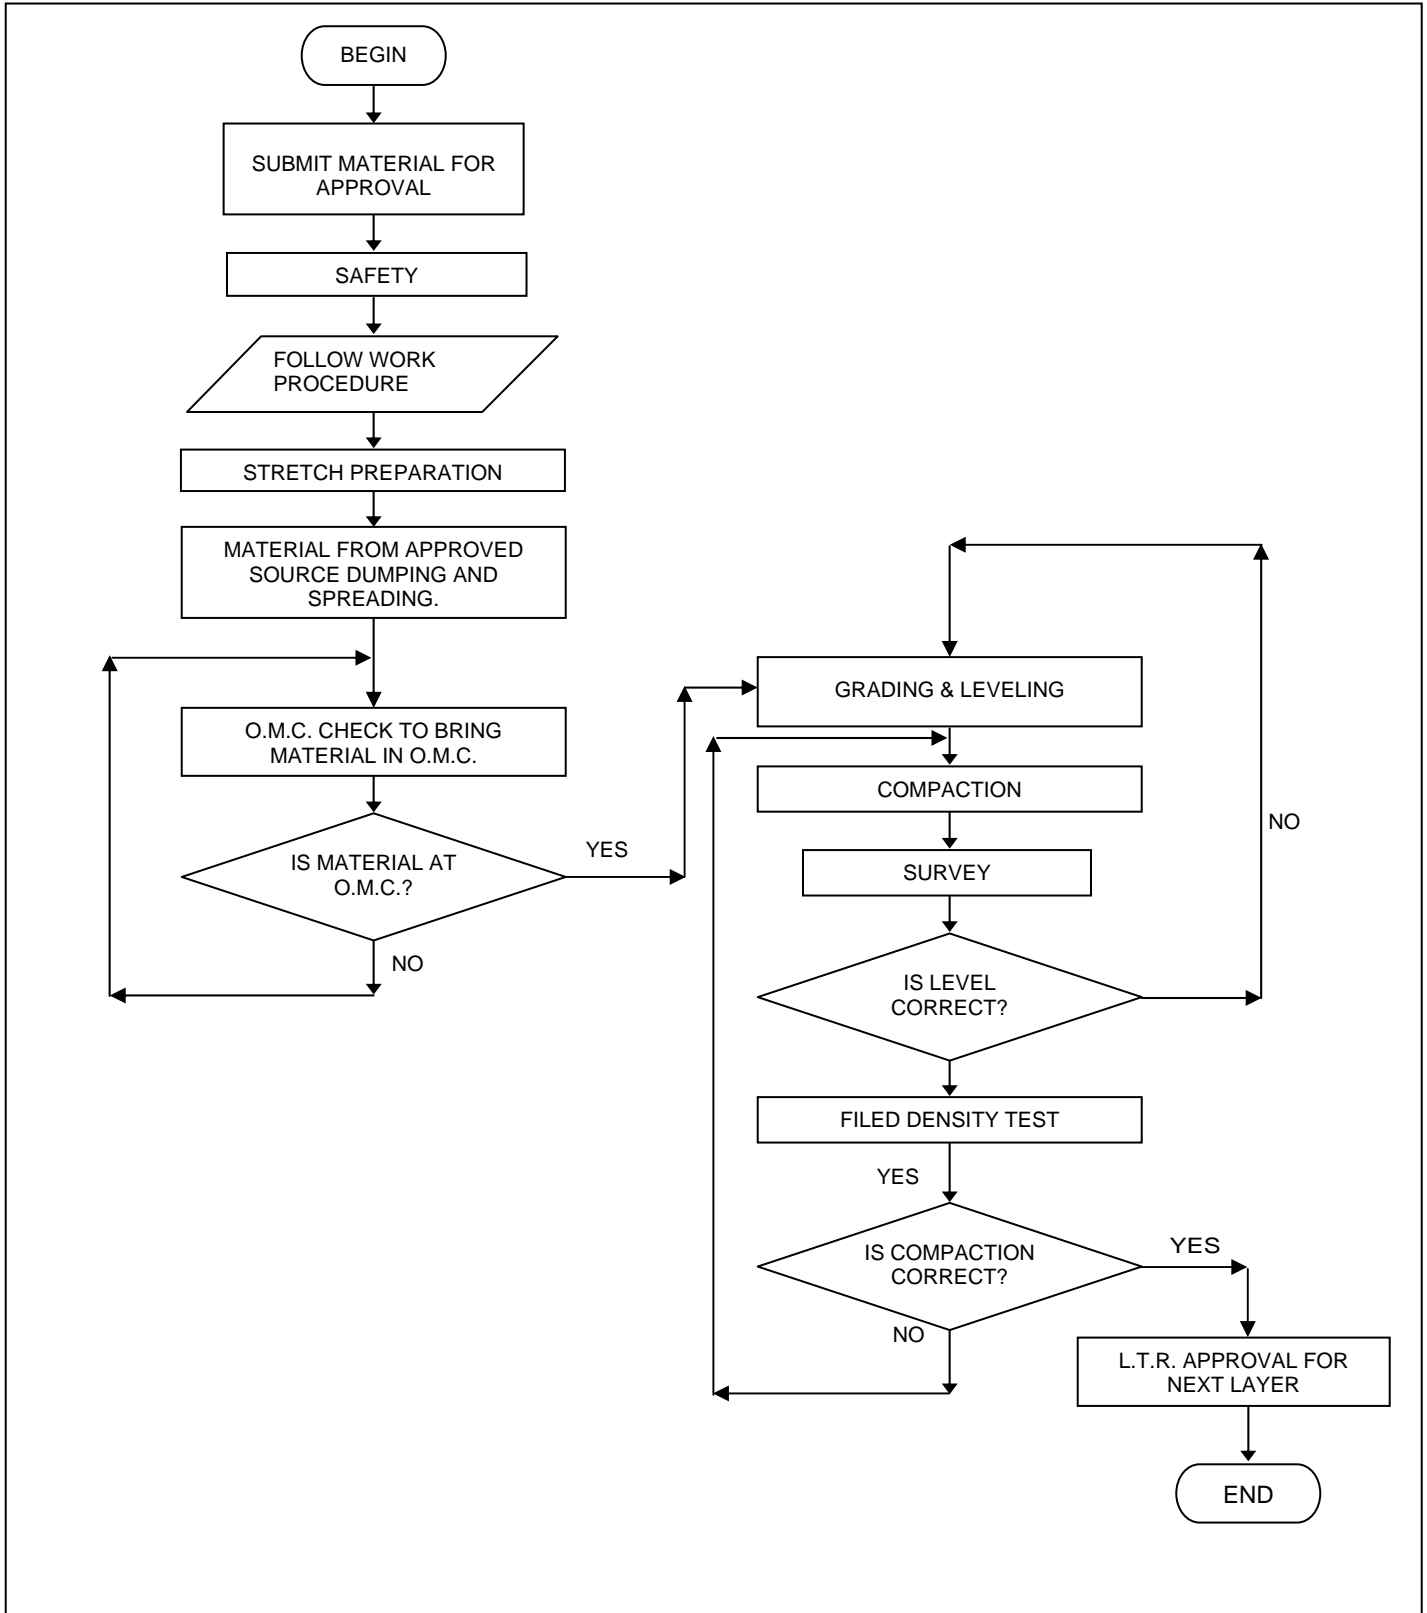 BEGIN
SUBMIT MATERIAL FOR
APPROVAL
SAFETY
FOLLOW WORK
PROCEDURE
STRETCH PREPARATION
MATERIAL FROM APPROVED
SOURCE DUMPING AND
SPREADING.
O.M.C. CHECK TO BRING
MATERIAL IN O.M.C.
IS MATERIAL AT
O.M.C.?
YES
NO
GRADING & LEVELING
COMPACTION
SURVEY
IS LEVEL
CORRECT?
NO
FILED DENSITY TEST
YES
IS COMPACTION
CORRECT?
YES
NO
L.T.R. APPROVAL FOR
NEXT LAYER
END